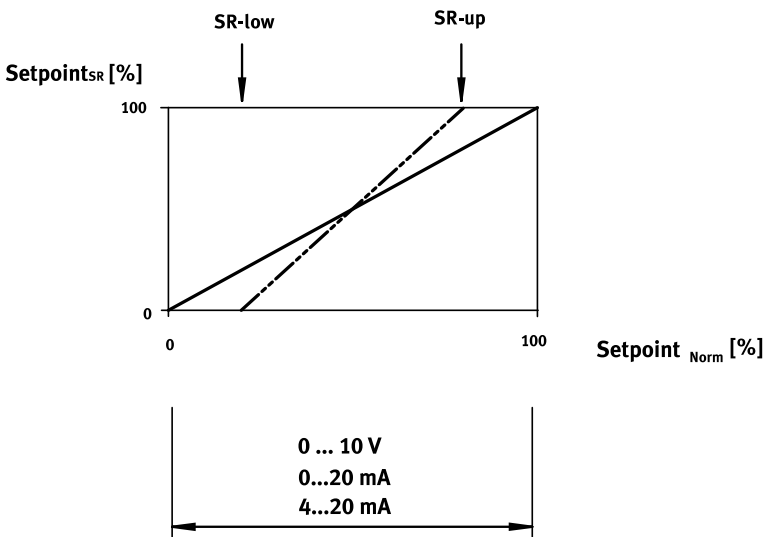 SR-low SR-up
SetpointSR [%]
100
0
0 100
Setpoint Norm [%]
0 ... 10 V
0...20 mA
4...20 mA